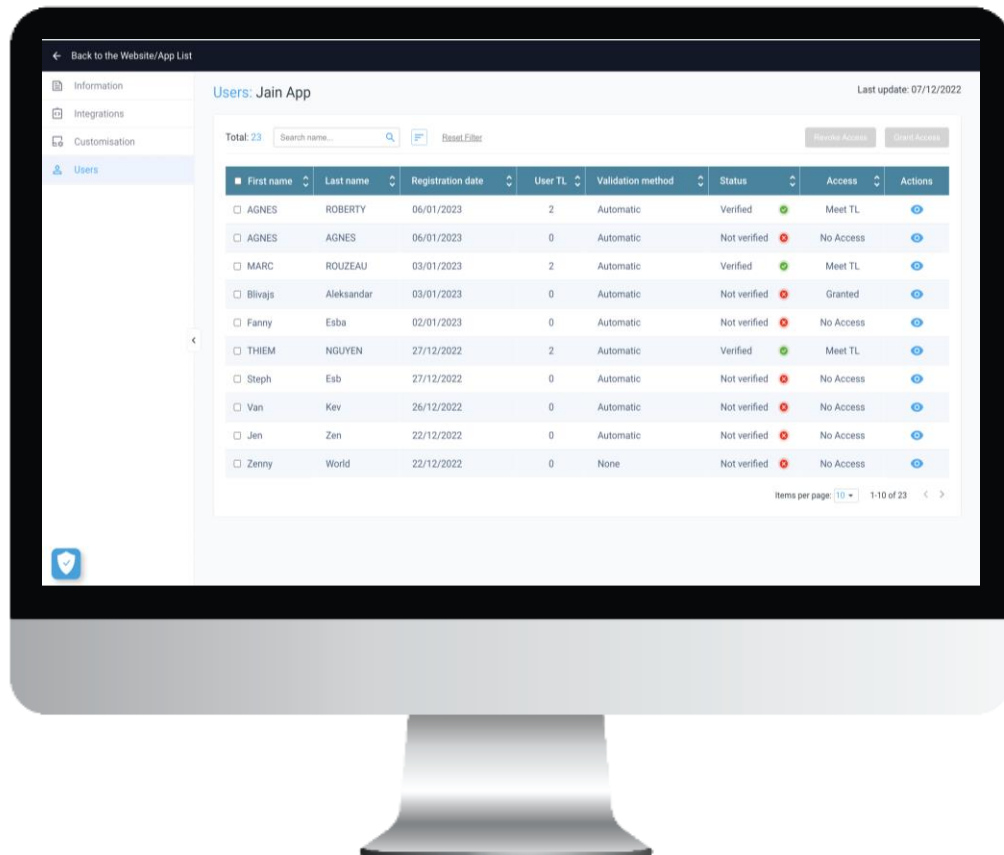 Back to the Website/App List
Information
Integrations
Customisation
Users
Users: Jain App
Last update: 07/12/2022
Total: 23 Search name... Reset Filter Revoke Access Grant Access
First name Last name Registration date User TL Validation method Status Access Actions
AGNES ROBERTY 06/01/2023 2 Automatic Verified Meet TL
AGNES AGNES 06/01/2023 0 Automatic Not verified No Access
MARC ROUZEAU 03/01/2023 2 Automatic Verified Meet TL
Blivajs Aleksandar 03/01/2023 0 Automatic Not verified Granted
Fanny Esba 02/01/2023 0 Automatic Not verified No Access
THIEM NGUYEN 27/12/2022 2 Automatic Verified Meet TL
Steph Esb 27/12/2022 0 Automatic Not verified No Access
Van Kev 26/12/2022 0 Automatic Not verified No Access
Jen Zen 22/12/2022 0 Automatic Not verified No Access
Zenny World 22/12/2022 0 None Not verified No Access
Items per page: 10 1-10 of 23